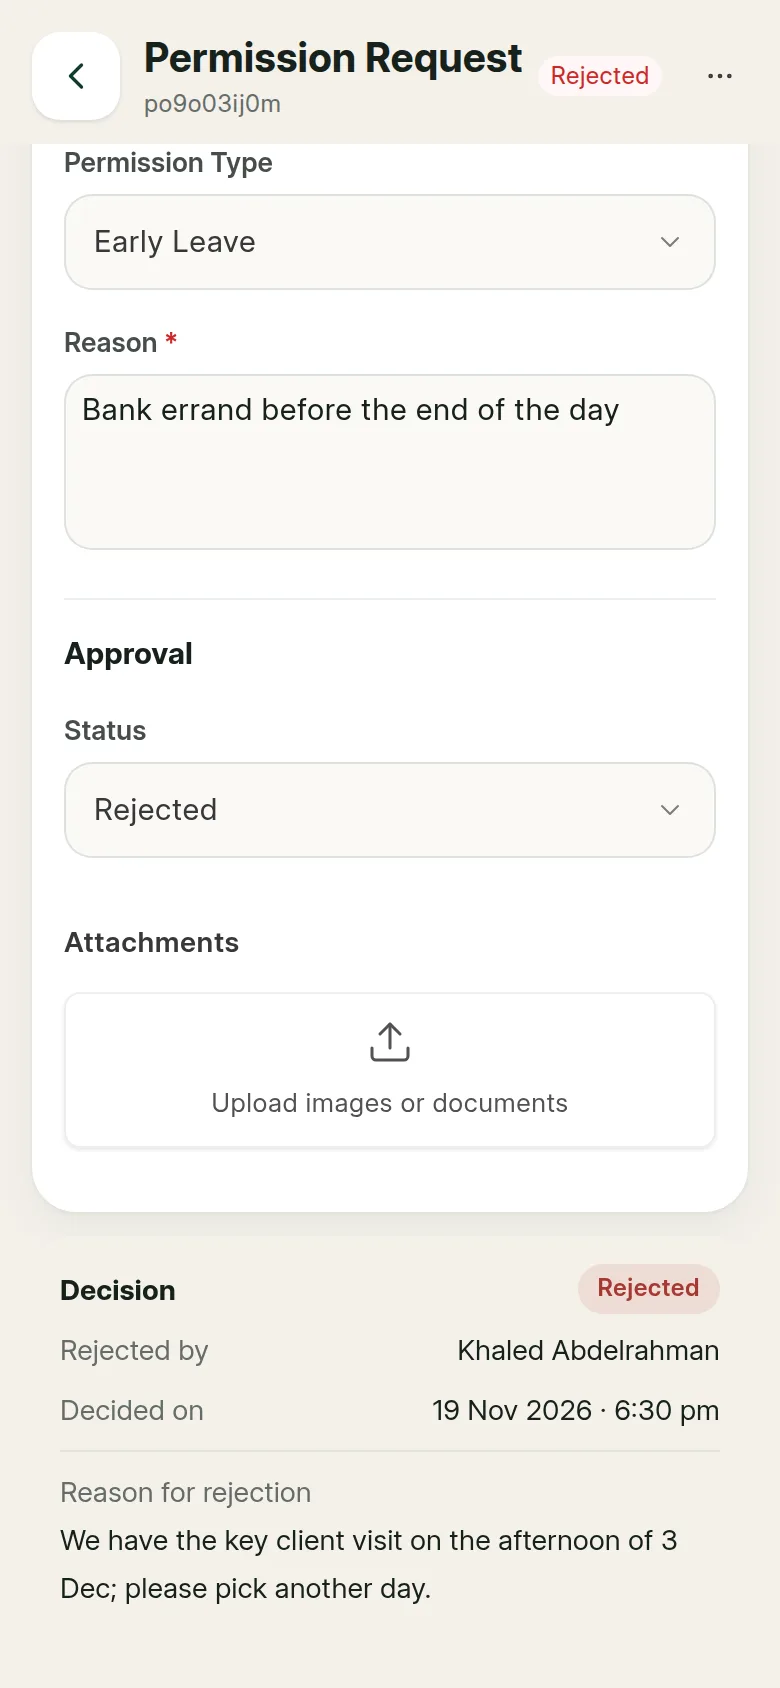 Permission Request
po9o03ij0m
Rejected
Permission Type
Early Leave
Reason *
Bank errand before the end of the day
Approval
Status
Rejected
Attachments
Upload images or documents
Decision
Rejected
Rejected by
Khaled Abdelrahman
Decided on
19 Nov 2026 · 6:30 pm
Reason for rejection
We have the key client visit on the afternoon of 3
Dec; please pick another day.